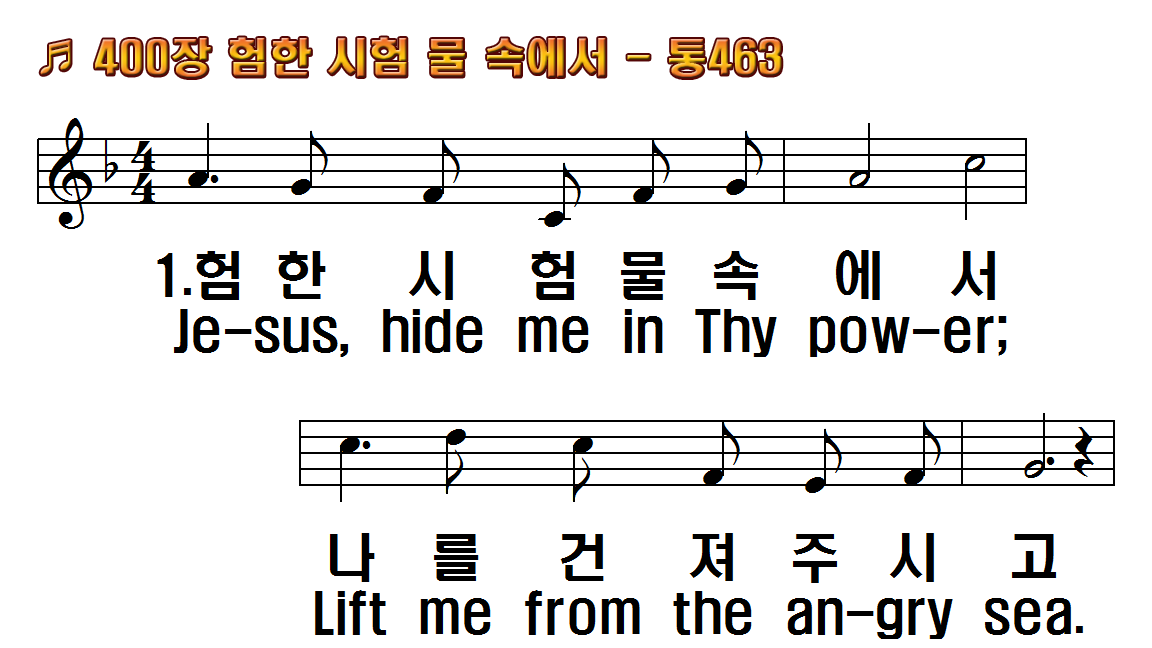 ♬ 400장 험한 시험 물 속에서 - 통463
4
4
1.험 한 시 험 물 속 에 서
Je-sus, hide me in Thy pow-er;
나 를 건 져 주 시 고
Lift me from the an-gry sea.